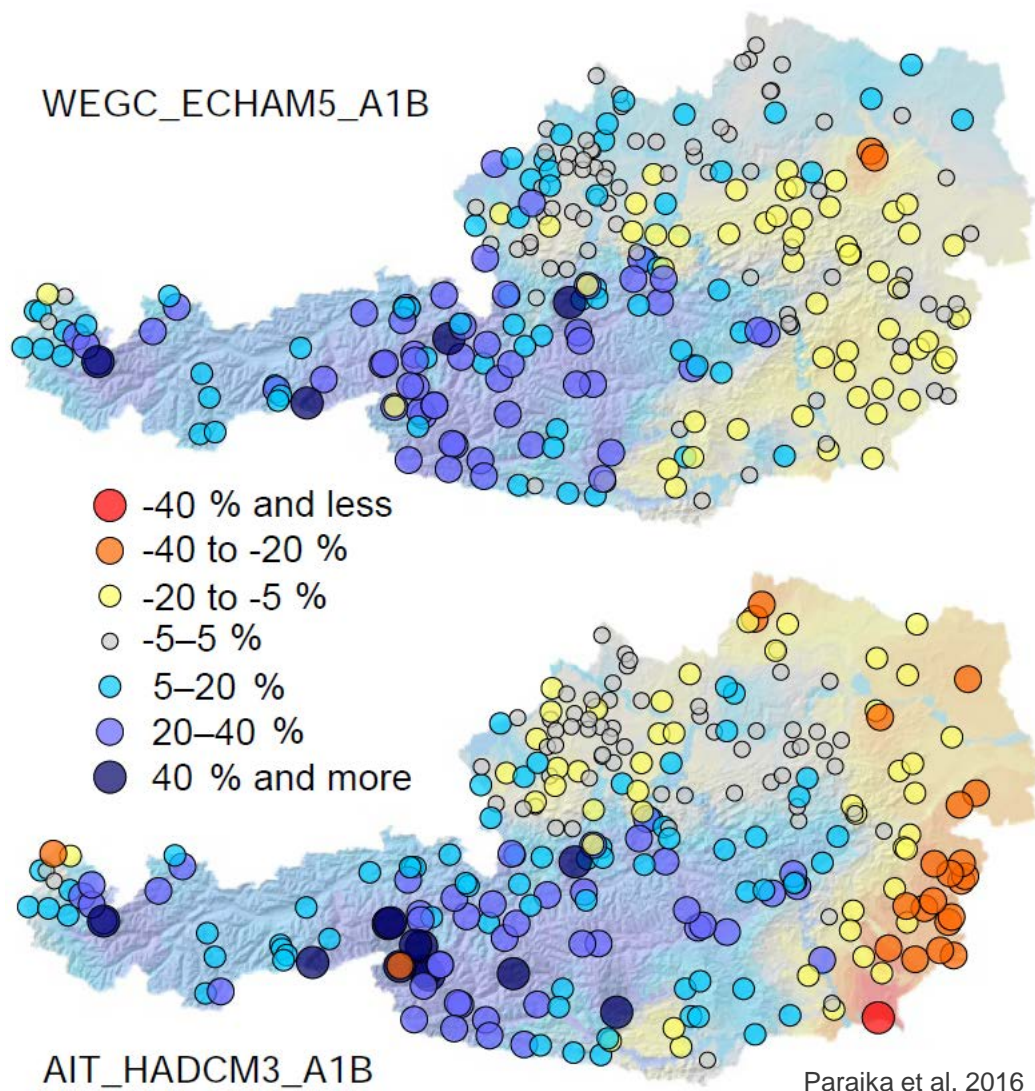 WEGC_ECHAM5_A1B
-40 % and less
-40 to -20 %
-20 to -5 %
-5–5 %
5–20 %
20–40 %
40 % and more
AIT_HADCM3_A1B
Parajka et al. 2016